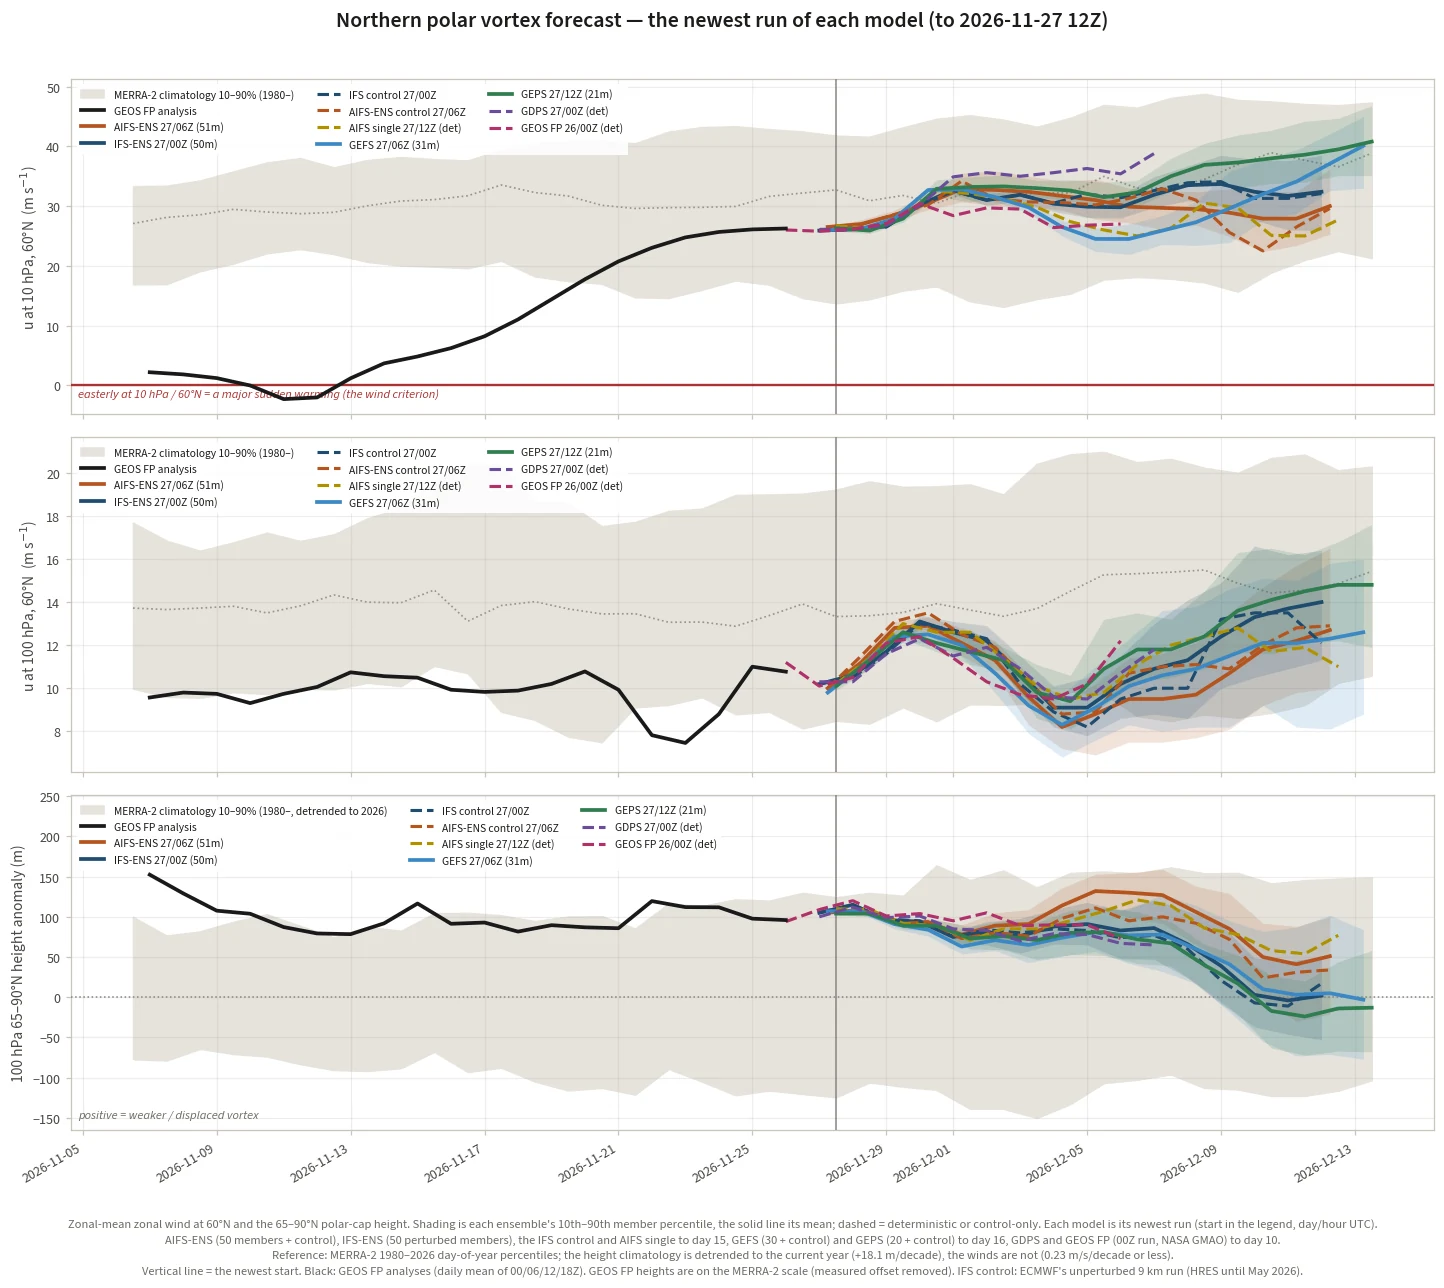 Northern polar vortex forecast — the newest run of each model (to 2026-11-27 12Z)
MERRA-2 climatology 10–90% (1980–)
GEOS FP analysis
AIFS-ENS 27/06Z (51m)
IFS-ENS 27/00Z (50m)
IFS control 27/00Z
AIFS-ENS control 27/06Z
AIFS single 27/12Z (det)
GEFS 27/06Z (31m)
GEPS 27/12Z (21m)
GDPS 27/00Z (det)
GEOS FP 26/00Z (det)
u at 10 hPa, 60°N (m s⁻¹)
50
40
30
20
10
0
easterly at 10 hPa / 60°N = a major sudden warming (the wind criterion)
MERRA-2 climatology 10–90% (1980–)
GEOS FP analysis
AIFS-ENS 27/06Z (51m)
IFS-ENS 27/00Z (50m)
IFS control 27/00Z
AIFS-ENS control 27/06Z
AIFS single 27/12Z (det)
GEFS 27/06Z (31m)
GEPS 27/12Z (21m)
GDPS 27/00Z (det)
GEOS FP 26/00Z (det)
u at 100 hPa, 60°N (m s⁻¹)
20
18
16
14
12
10
8
MERRA-2 climatology 10–90% (1980–, detrended to 2026)
GEOS FP analysis
AIFS-ENS 27/06Z (51m)
IFS-ENS 27/00Z (50m)
IFS control 27/00Z
AIFS-ENS control 27/06Z
AIFS single 27/12Z (det)
GEFS 27/06Z (31m)
GEPS 27/12Z (21m)
GDPS 27/00Z (det)
GEOS FP 26/00Z (det)
100 hPa 65–90°N height anomaly (m)
250
200
150
100
50
0
−50
−100
−150
positive = weaker / displaced vortex
2026-11-05
2026-11-09
2026-11-13
2026-11-17
2026-11-21
2026-11-25
2026-11-29
2026-12-01
2026-12-05
2026-12-09
2026-12-13
Zonal-mean zonal wind at 60°N and the 65–90°N polar-cap height. Shading is each ensemble's 10th–90th member percentile, the solid line its mean; dashed = deterministic or control-only. Each model is its newest run (start in the legend, day/hour UTC).
AIFS-ENS (50 members + control), IFS-ENS (50 perturbed members), the IFS control and AIFS single to day 15, GEFS (30 + control) and GEPS (20 + control) to day 16, GDPS and GEOS FP (00Z run, NASA GMAO) to day 10.
Reference: MERRA-2 1980–2026 day-of-year percentiles; the height climatology is detrended to the current year (+18.1 m/decade), the winds are not (0.23 m/s/decade or less).
Vertical line = the newest start. Black: GEOS FP analyses (daily mean of 00/06/12/18Z). GEOS FP heights are on the MERRA-2 scale (measured offset removed). IFS control: ECMWF's unperturbed 9 km run (HRES until May 2026).